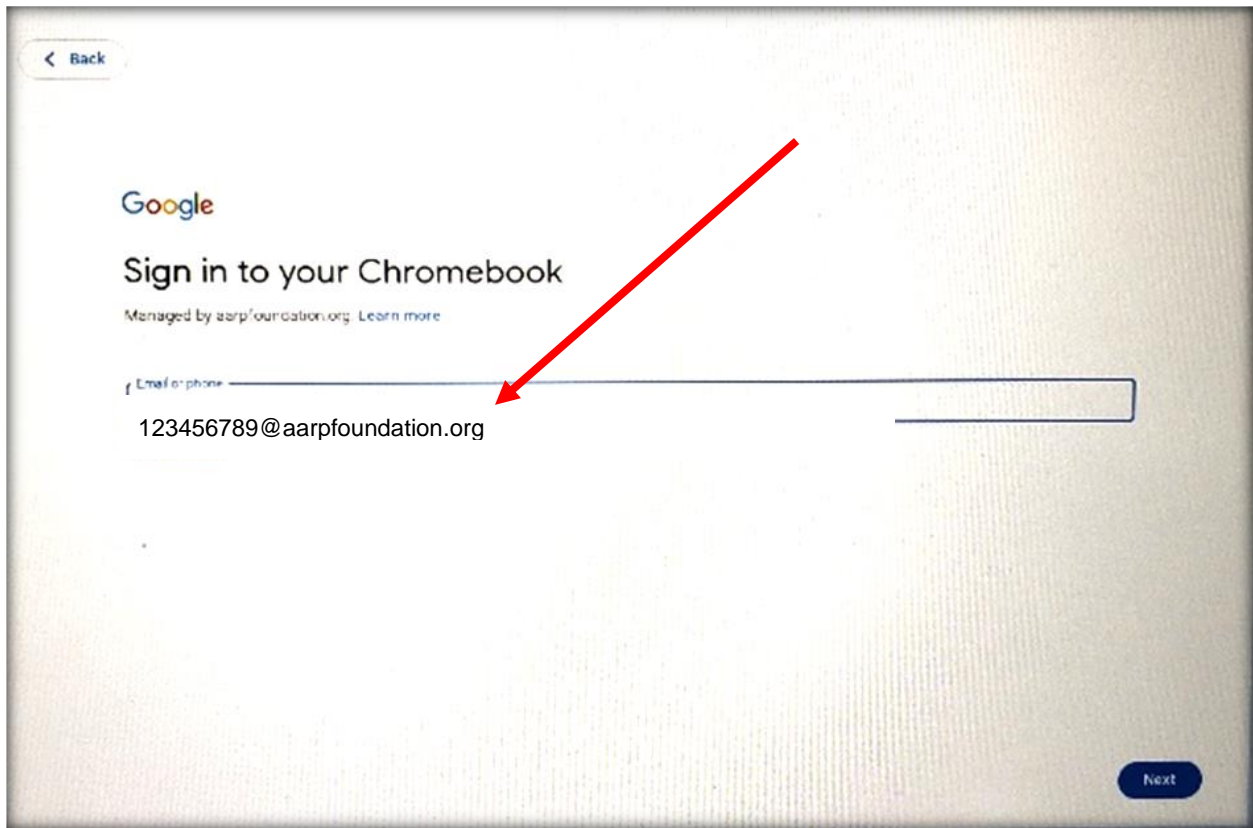 Back
Google
Sign in to your Chromebook
Managed by aarpfoundation.org. Learn more
Email or phone
123456789@aarpfoundation.org
Next